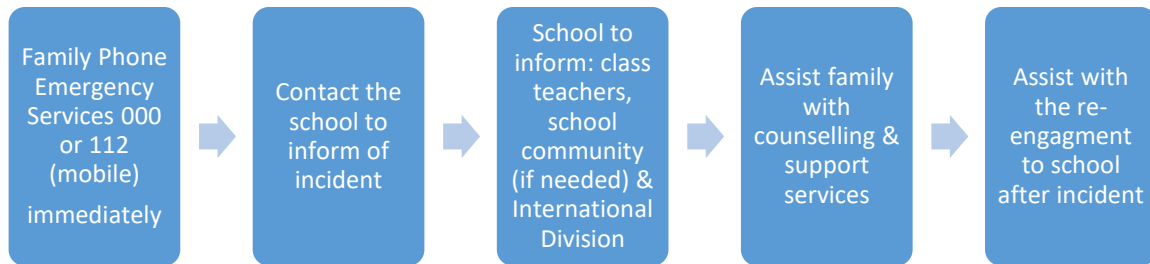 Family Phone
Emergency
Services 000
or 112
(mobile)
immediately
Contact the
school to
inform of
incident
School to
inform: class
teachers,
school
community
(if needed) &
International
Division
Assist family
with
counselling &
support
services
Assist with
the re-
engagment
to school
after incident